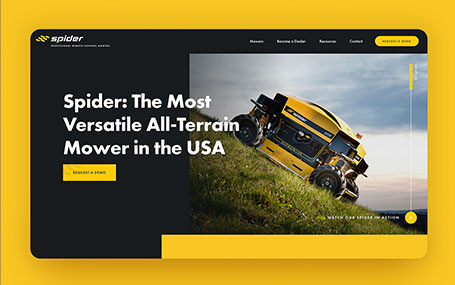 spider
PROFESSIONAL REMOTE CONTROL MOWERS
Mowers
Become a Dealer
Resources
Contact
REQUEST A DEMO
Spider: The Most
Versatile All-Terrain
Mower in the USA
REQUEST A DEMO
SPIDER
WATCH OUR SPIDER IN ACTION